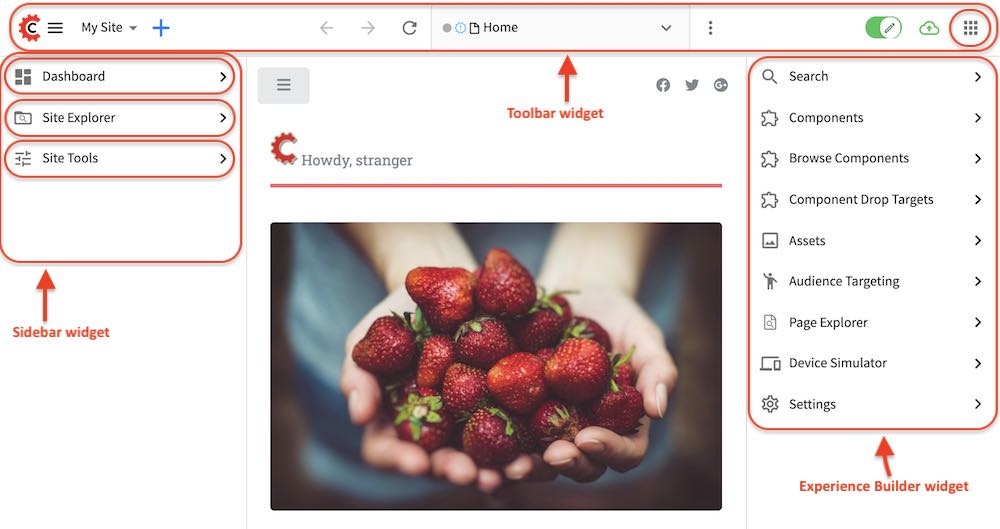 My Site
Home
Toolbar widget
Dashboard
Site Explorer
Site Tools
Sidebar widget
Howdy, stranger
Search
Components
Browse Components
Component Drop Targets
Assets
Audience Targeting
Page Explorer
Device Simulator
Settings
Experience Builder widget